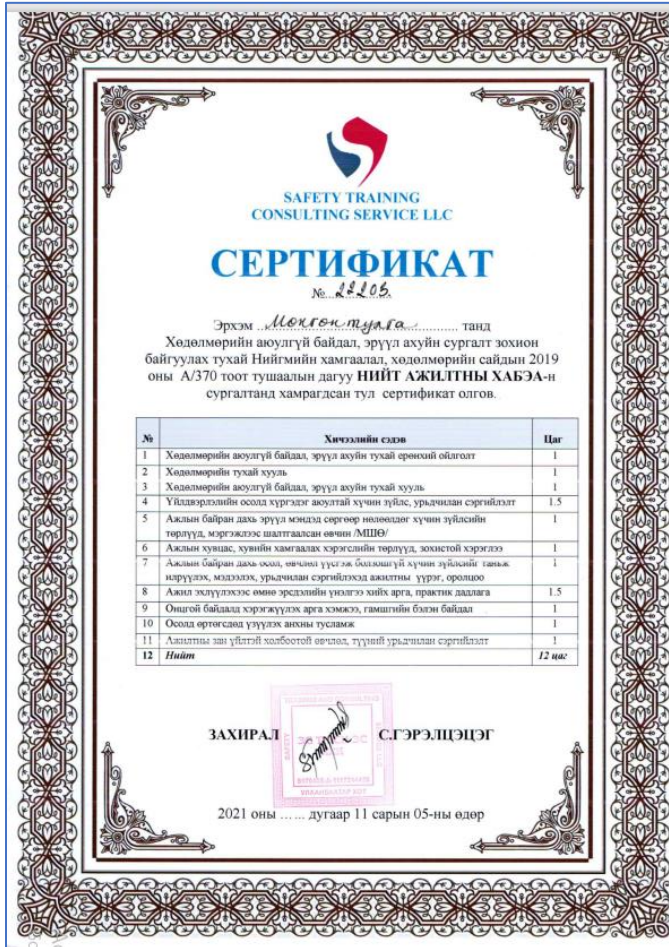 SAFETY TRAINING
CONSULTING SERVICE LLC
СЕРТИФИКАТ
№ 22203.
Эрхэм ..Монгонтулга......... танд
Хөдөлмөрийн аюулгүй байдал, эрүүл ахуйн сургалт зохион
байгуулах тухай Нийгмийн хамгаалал, хөдөлмөрийн сайдын 2019
оны А/370 тоот тушаалын дагуу НИЙТ АЖИЛТНЫ ХАБЭА-н
сургалтанд хамрагдсан тул сертификат олгов.
№ Хичээлийн сэдэв Цаг
1 Хөдөлмөрийн аюулгүй байдал, эрүүл ахуйн тухай ерөнхий ойлголт 1
2 Хөдөлмөрийн тухай хууль 1
3 Хөдөлмөрийн аюулгүй байдал, эрүүл ахуйн тухай хууль 1
4 Үйлдвэрлэлийн осолд хүргэдэг аюултай хүчин зүйлс, урьдчилан сэргийлэлт 1.5
5 Ажлын байран дахь эрүүл мэндэд сөргөөр нөлөөлдөг хүчин зүйлсийн 1
төрлүүд, мэргэжлээс шалтгаалсан өвчин /МШӨ/
6 Ажлын хувцас, хувийн хамгаалах хэрэгслийн төрлүүд, зохистой хэрэглээ 1
7 Ажлын байран дахь осол, өвчлөл үүсгэж болзошгүй хүчин зүйлсийг таньж 1
илрүүлэх, мэдээлэх, урьдчилан сэргийлэхэд ажилтны үүрэг, оролцоо
8 Ажил эхлүүлэхээс өмнө эрсдэлийн үнэлгээ хийх арга, практик дадлага 1.5
9 Онцгой байдалд хэрэгжүүлэх арга хэмжээ, гамшгийн бэлэн байдал 1
10 Осолд өртөгсдөд үзүүлэх анхны тусламж 1
11 Ажилтны зан үйлтэй холбоотой өвчлөл, түүний урьдчилан сэргийлэлт 1
12 Нийт 12 цаг
ЗАХИРАЛ С.ГЭРЭЛЦЭЦЭГ
2021 оны ...... дугаар 11 сарын 05-ны өдөр